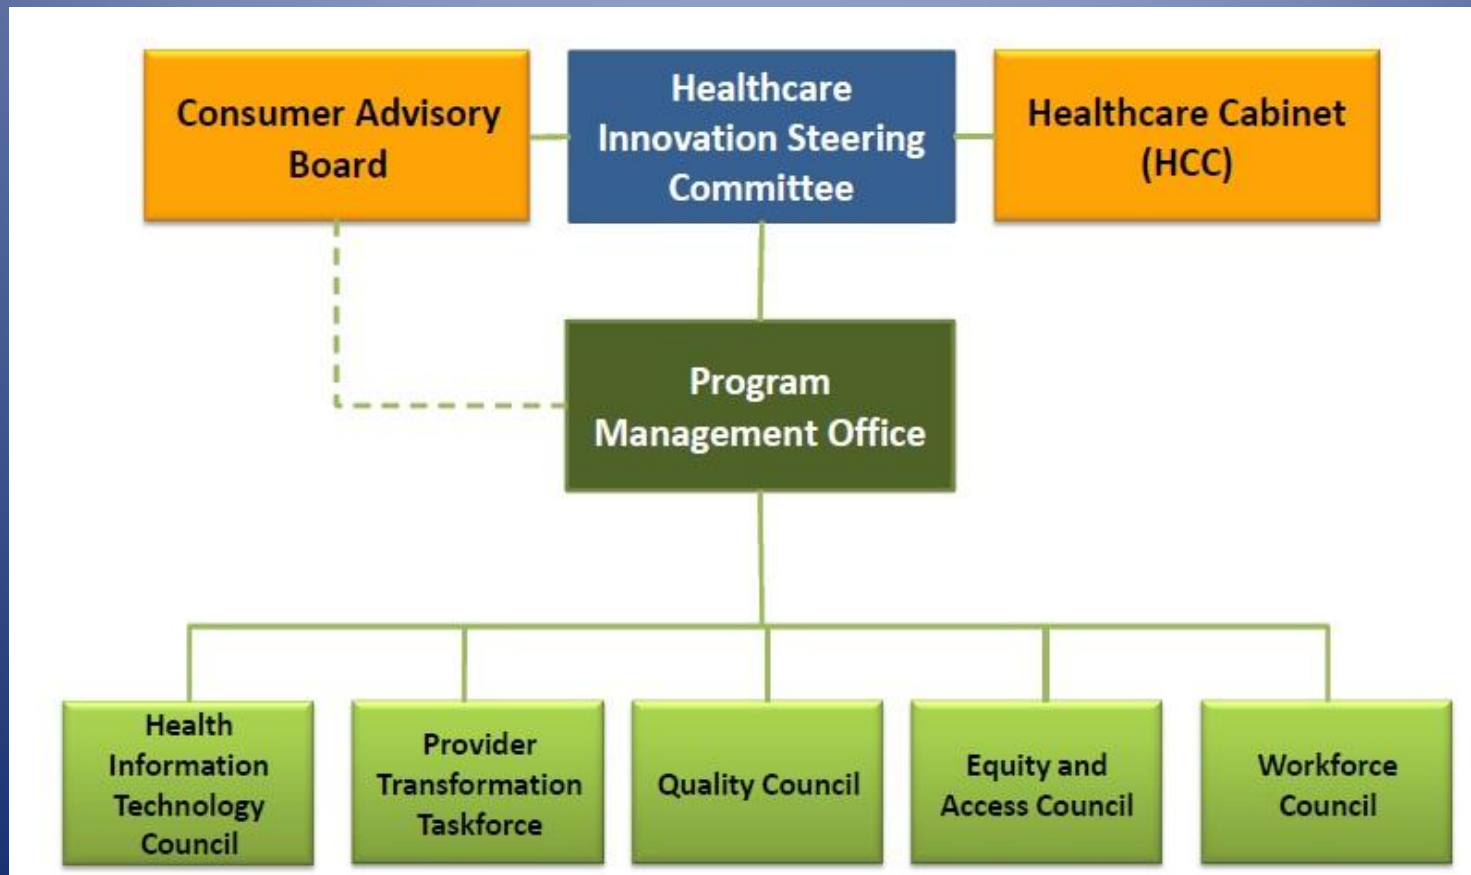 Consumer Advisory
Board
Healthcare
Innovation Steering
Committee
Healthcare Cabinet
(HCC)
Program
Management Office
Health
Information
Technology
Council
Provider
Transformation
Taskforce
Quality Council
Equity and
Access Council
Workforce
Council